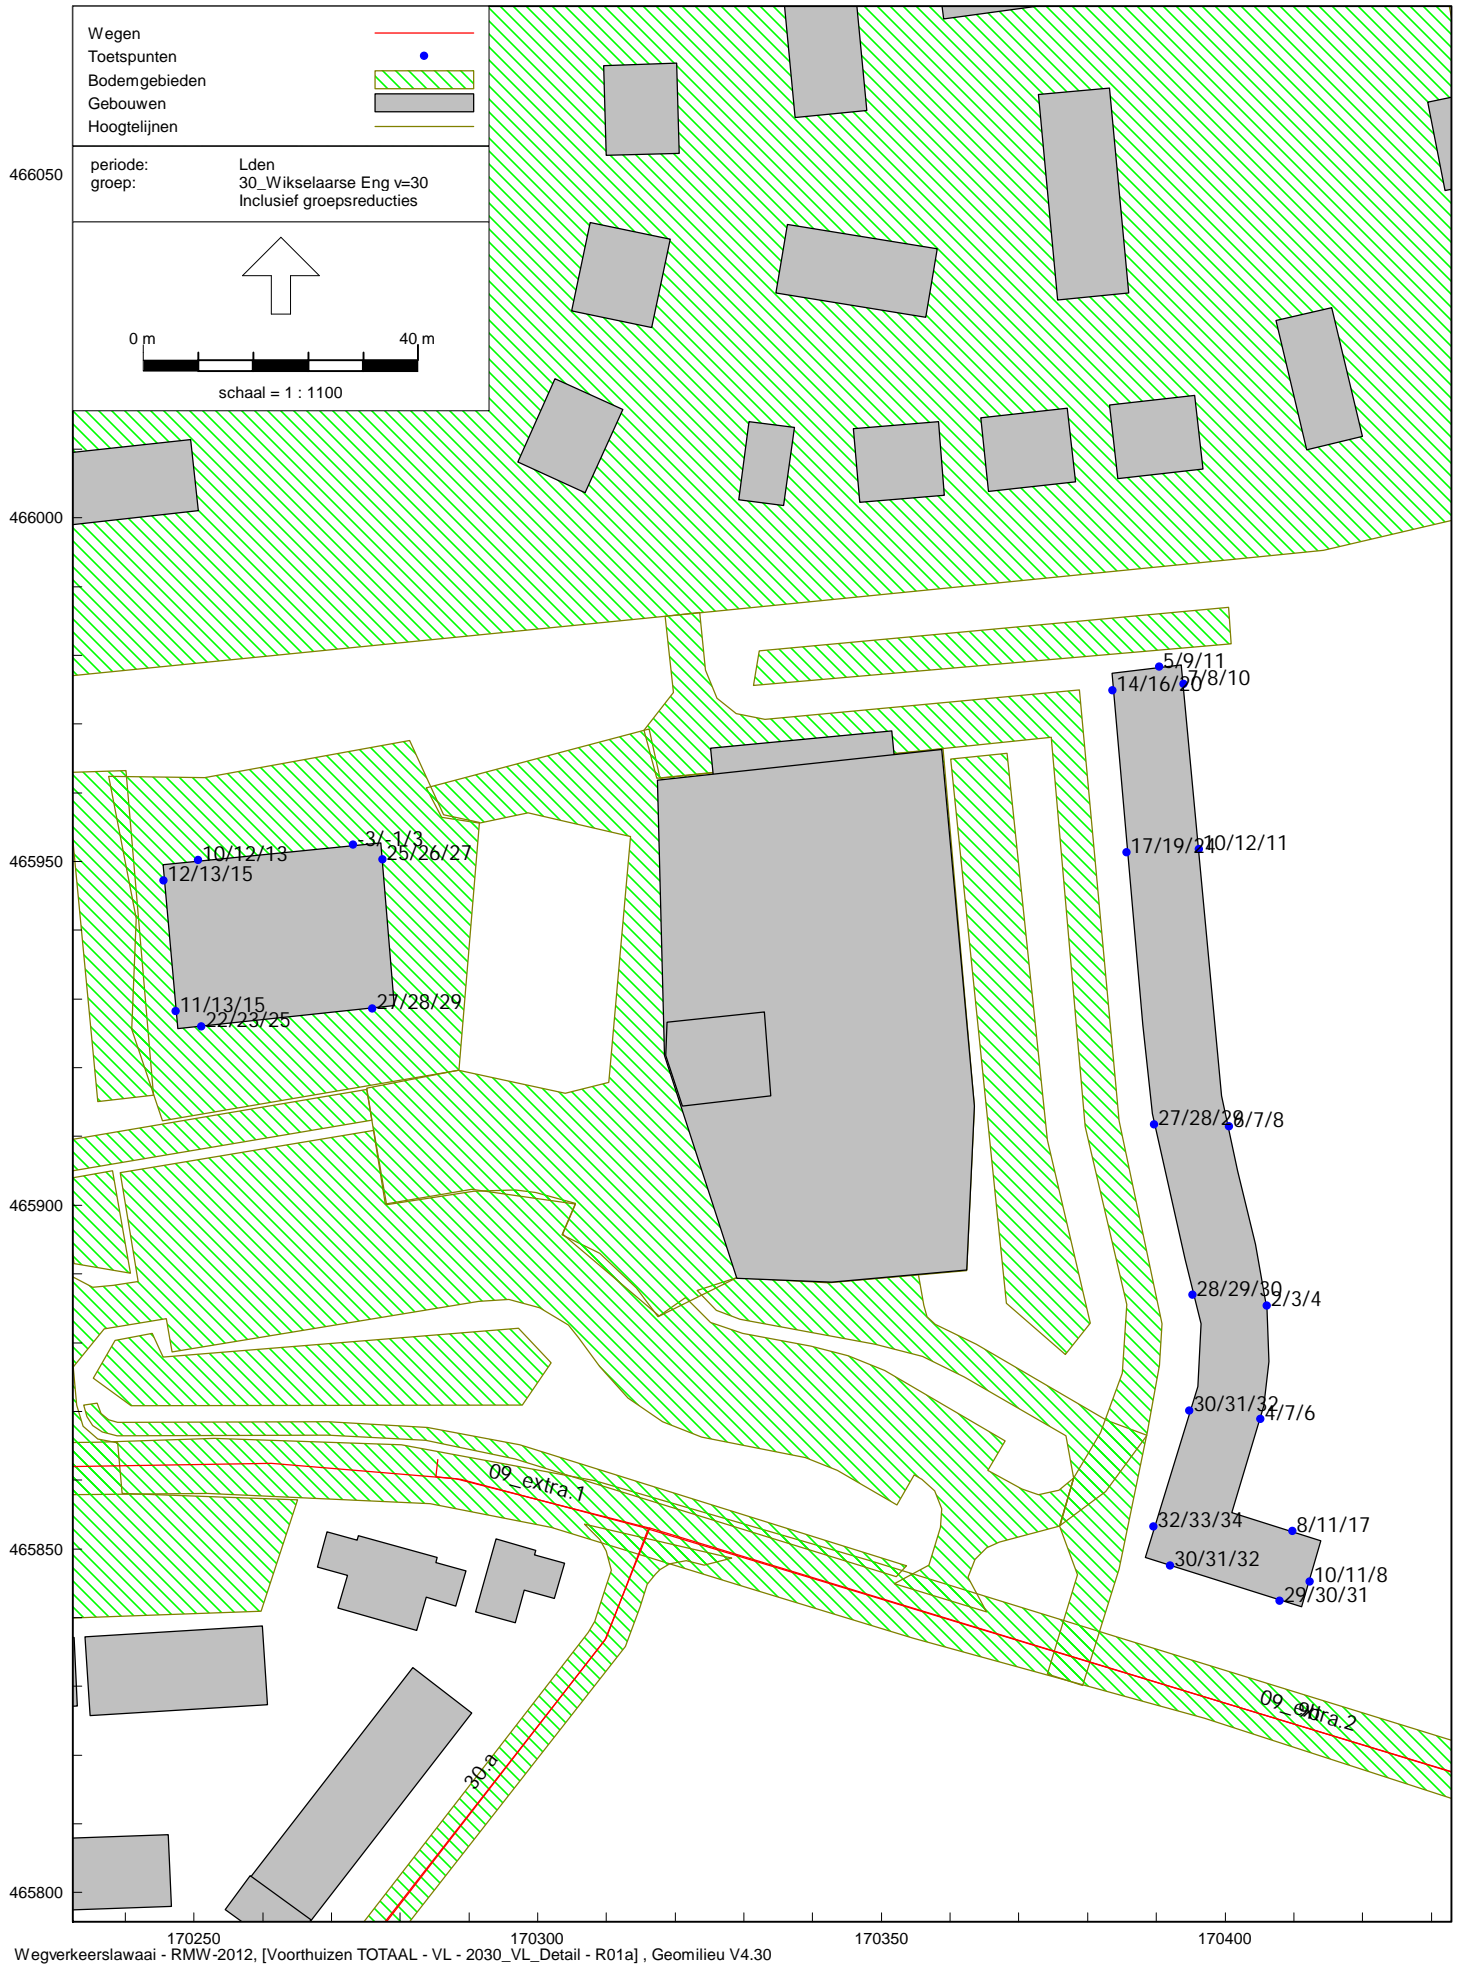 Wegen
Toetspunten
Bodemgebieden
Gebouwen
Hoogtelijnen
periode: Lden
groep: 30_Wikselaarse Eng v=30
Inclusief groepsreducties
0 m 40 m
schaal = 1 : 1100
466050
466000
5/9/11
14/16/20 7/8/10
-3/-1/3
10/12/13 25/26/27
465950
17/19/24 10/12/11
12/13/15
11/13/15 27/28/29
22/23/25
27/28/29 6/7/8
465900
28/29/30 2/3/4
30/31/32 4/7/6
09_extra.1
32/33/34 8/11/17
465850
30/31/32 10/11/8
29/30/31
09_extra.2
30.a
465800
170250 170300 170350 170400
Wegverkeerslawaai - RMW-2012, [Voorthuizen TOTAAL - VL - 2030_VL_Detail - R01a] , Geomilieu V4.30